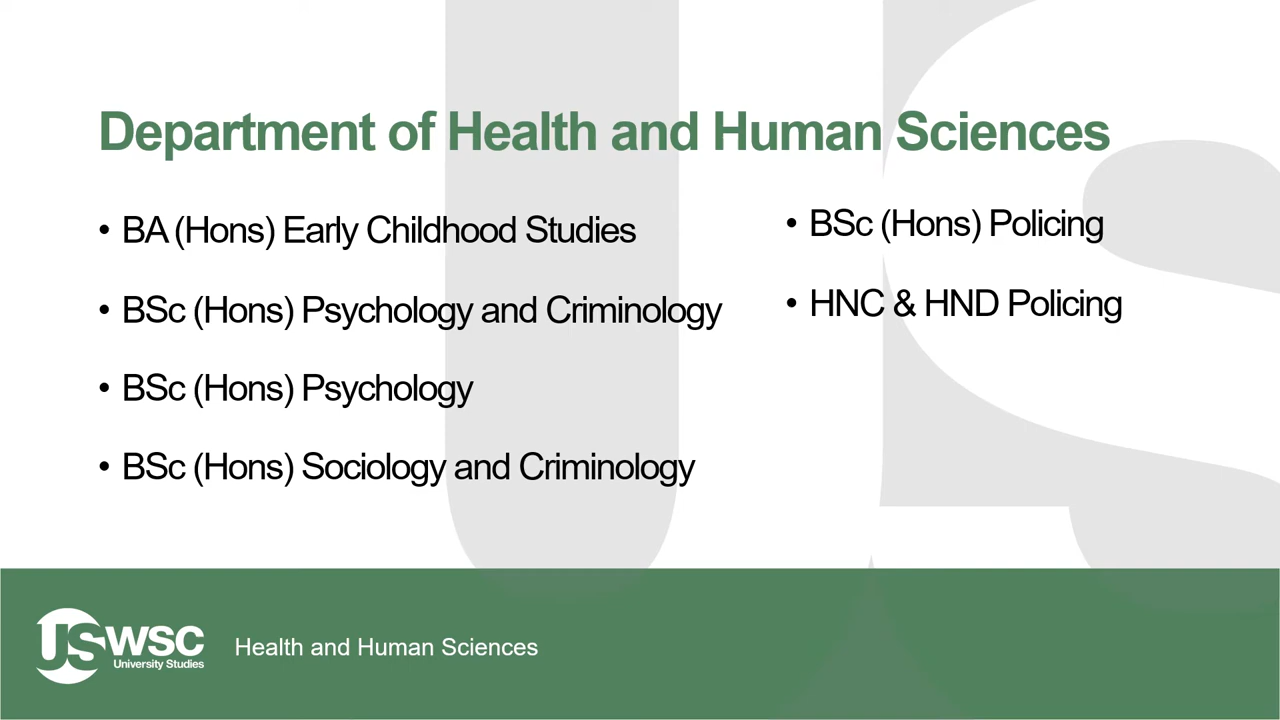 Department of Health and Human Sciences
• BA (Hons) Early Childhood Studies
• BSc (Hons) Psychology and Criminology
• BSc (Hons) Psychology
• BSc (Hons) Sociology and Criminology
• BSc (Hons) Policing
• HNC & HND Policing
USWSC
University Studies
Health and Human Sciences